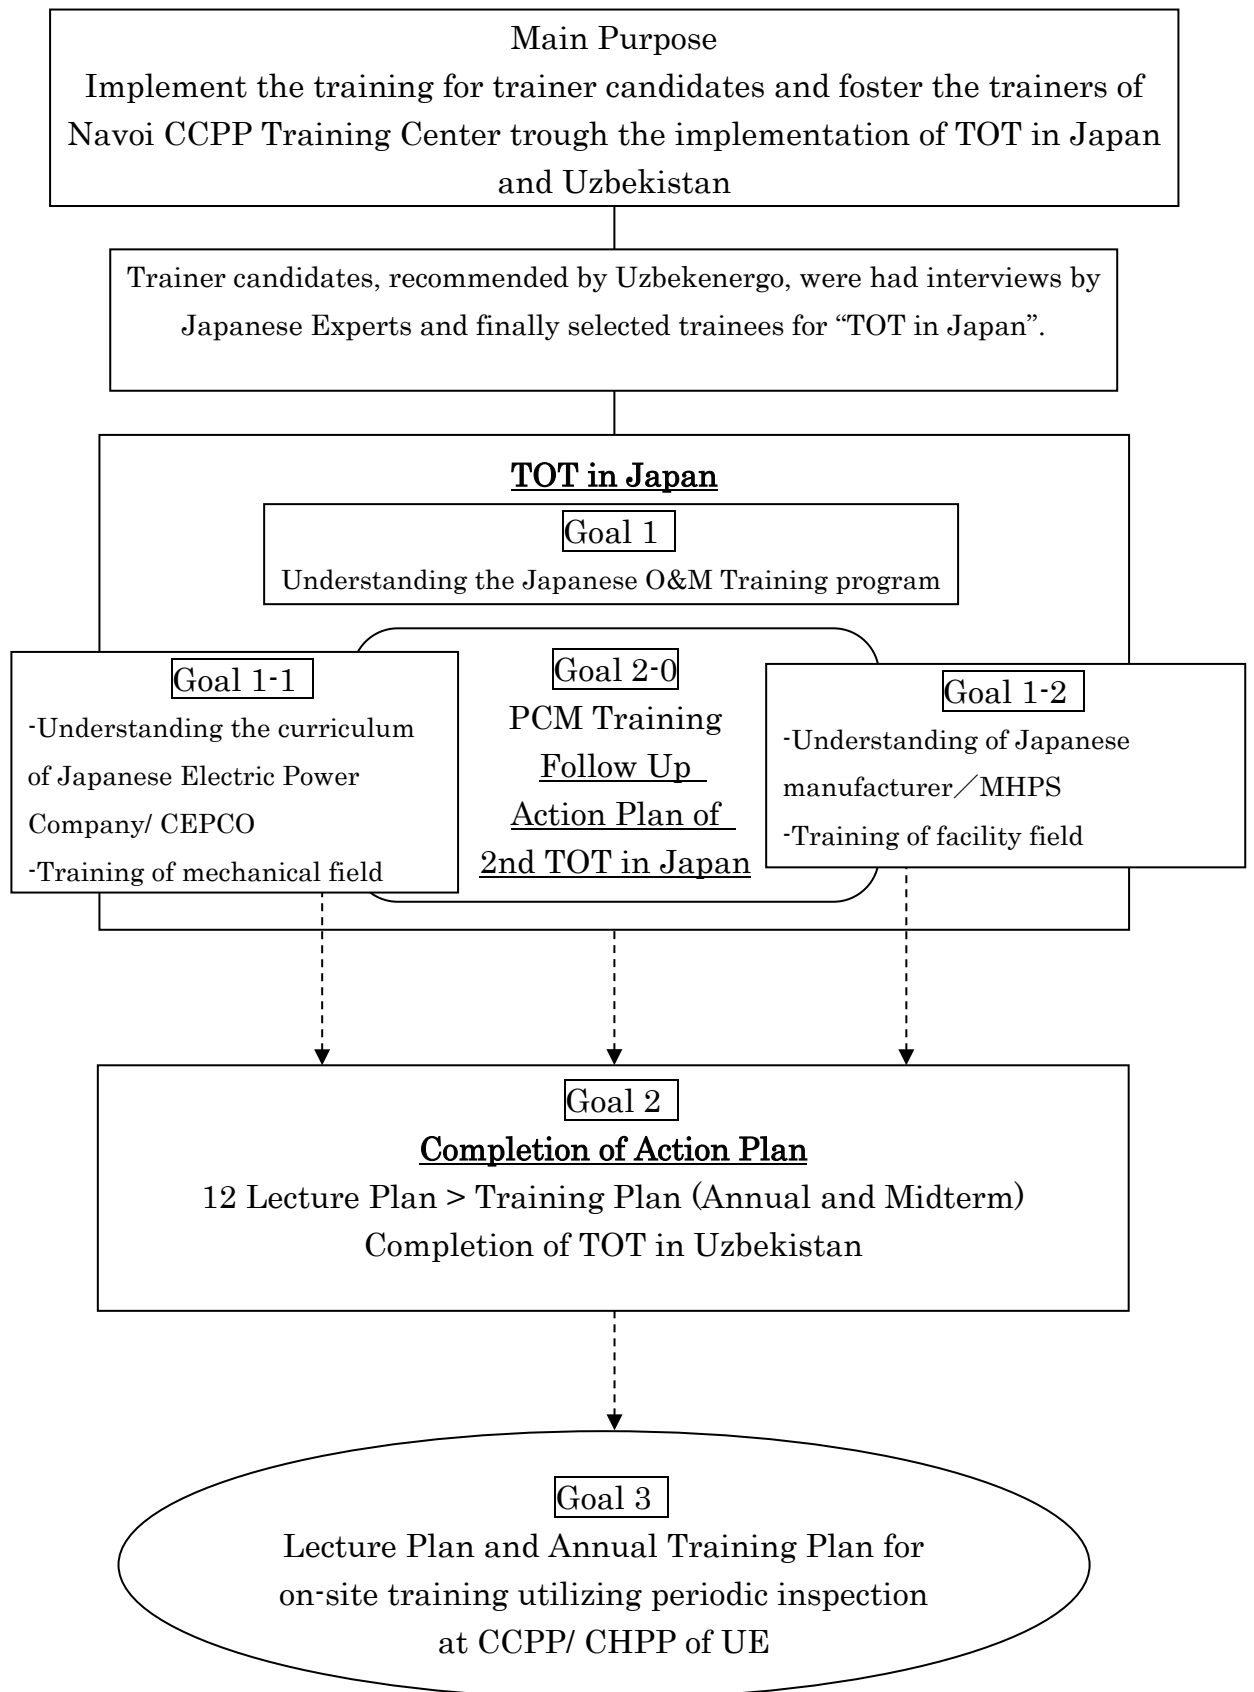 Main Purpose
Implement the training for trainer candidates and foster the trainers of
Navoi CCPP Training Center trough the implementation of TOT in Japan
and Uzbekistan
Trainer candidates, recommended by Uzbekenergo, were had interviews by
Japanese Experts and finally selected trainees for “TOT in Japan”.
TOT in Japan
Goal 1
Understanding the Japanese O&M Training program
Goal 1-1
-Understanding the curriculum
of Japanese Electric Power
Company/ CEPCO
-Training of mechanical field
Goal 2-0
PCM Training
Follow Up
Action Plan of
2nd TOT in Japan
Goal 1-2
-Understanding of Japanese
manufacturer／MHPS
-Training of facility field
Goal 2
Completion of Action Plan
12 Lecture Plan > Training Plan (Annual and Midterm)
Completion of TOT in Uzbekistan
Goal 3
Lecture Plan and Annual Training Plan for
on-site training utilizing periodic inspection
at CCPP/ CHPP of UE